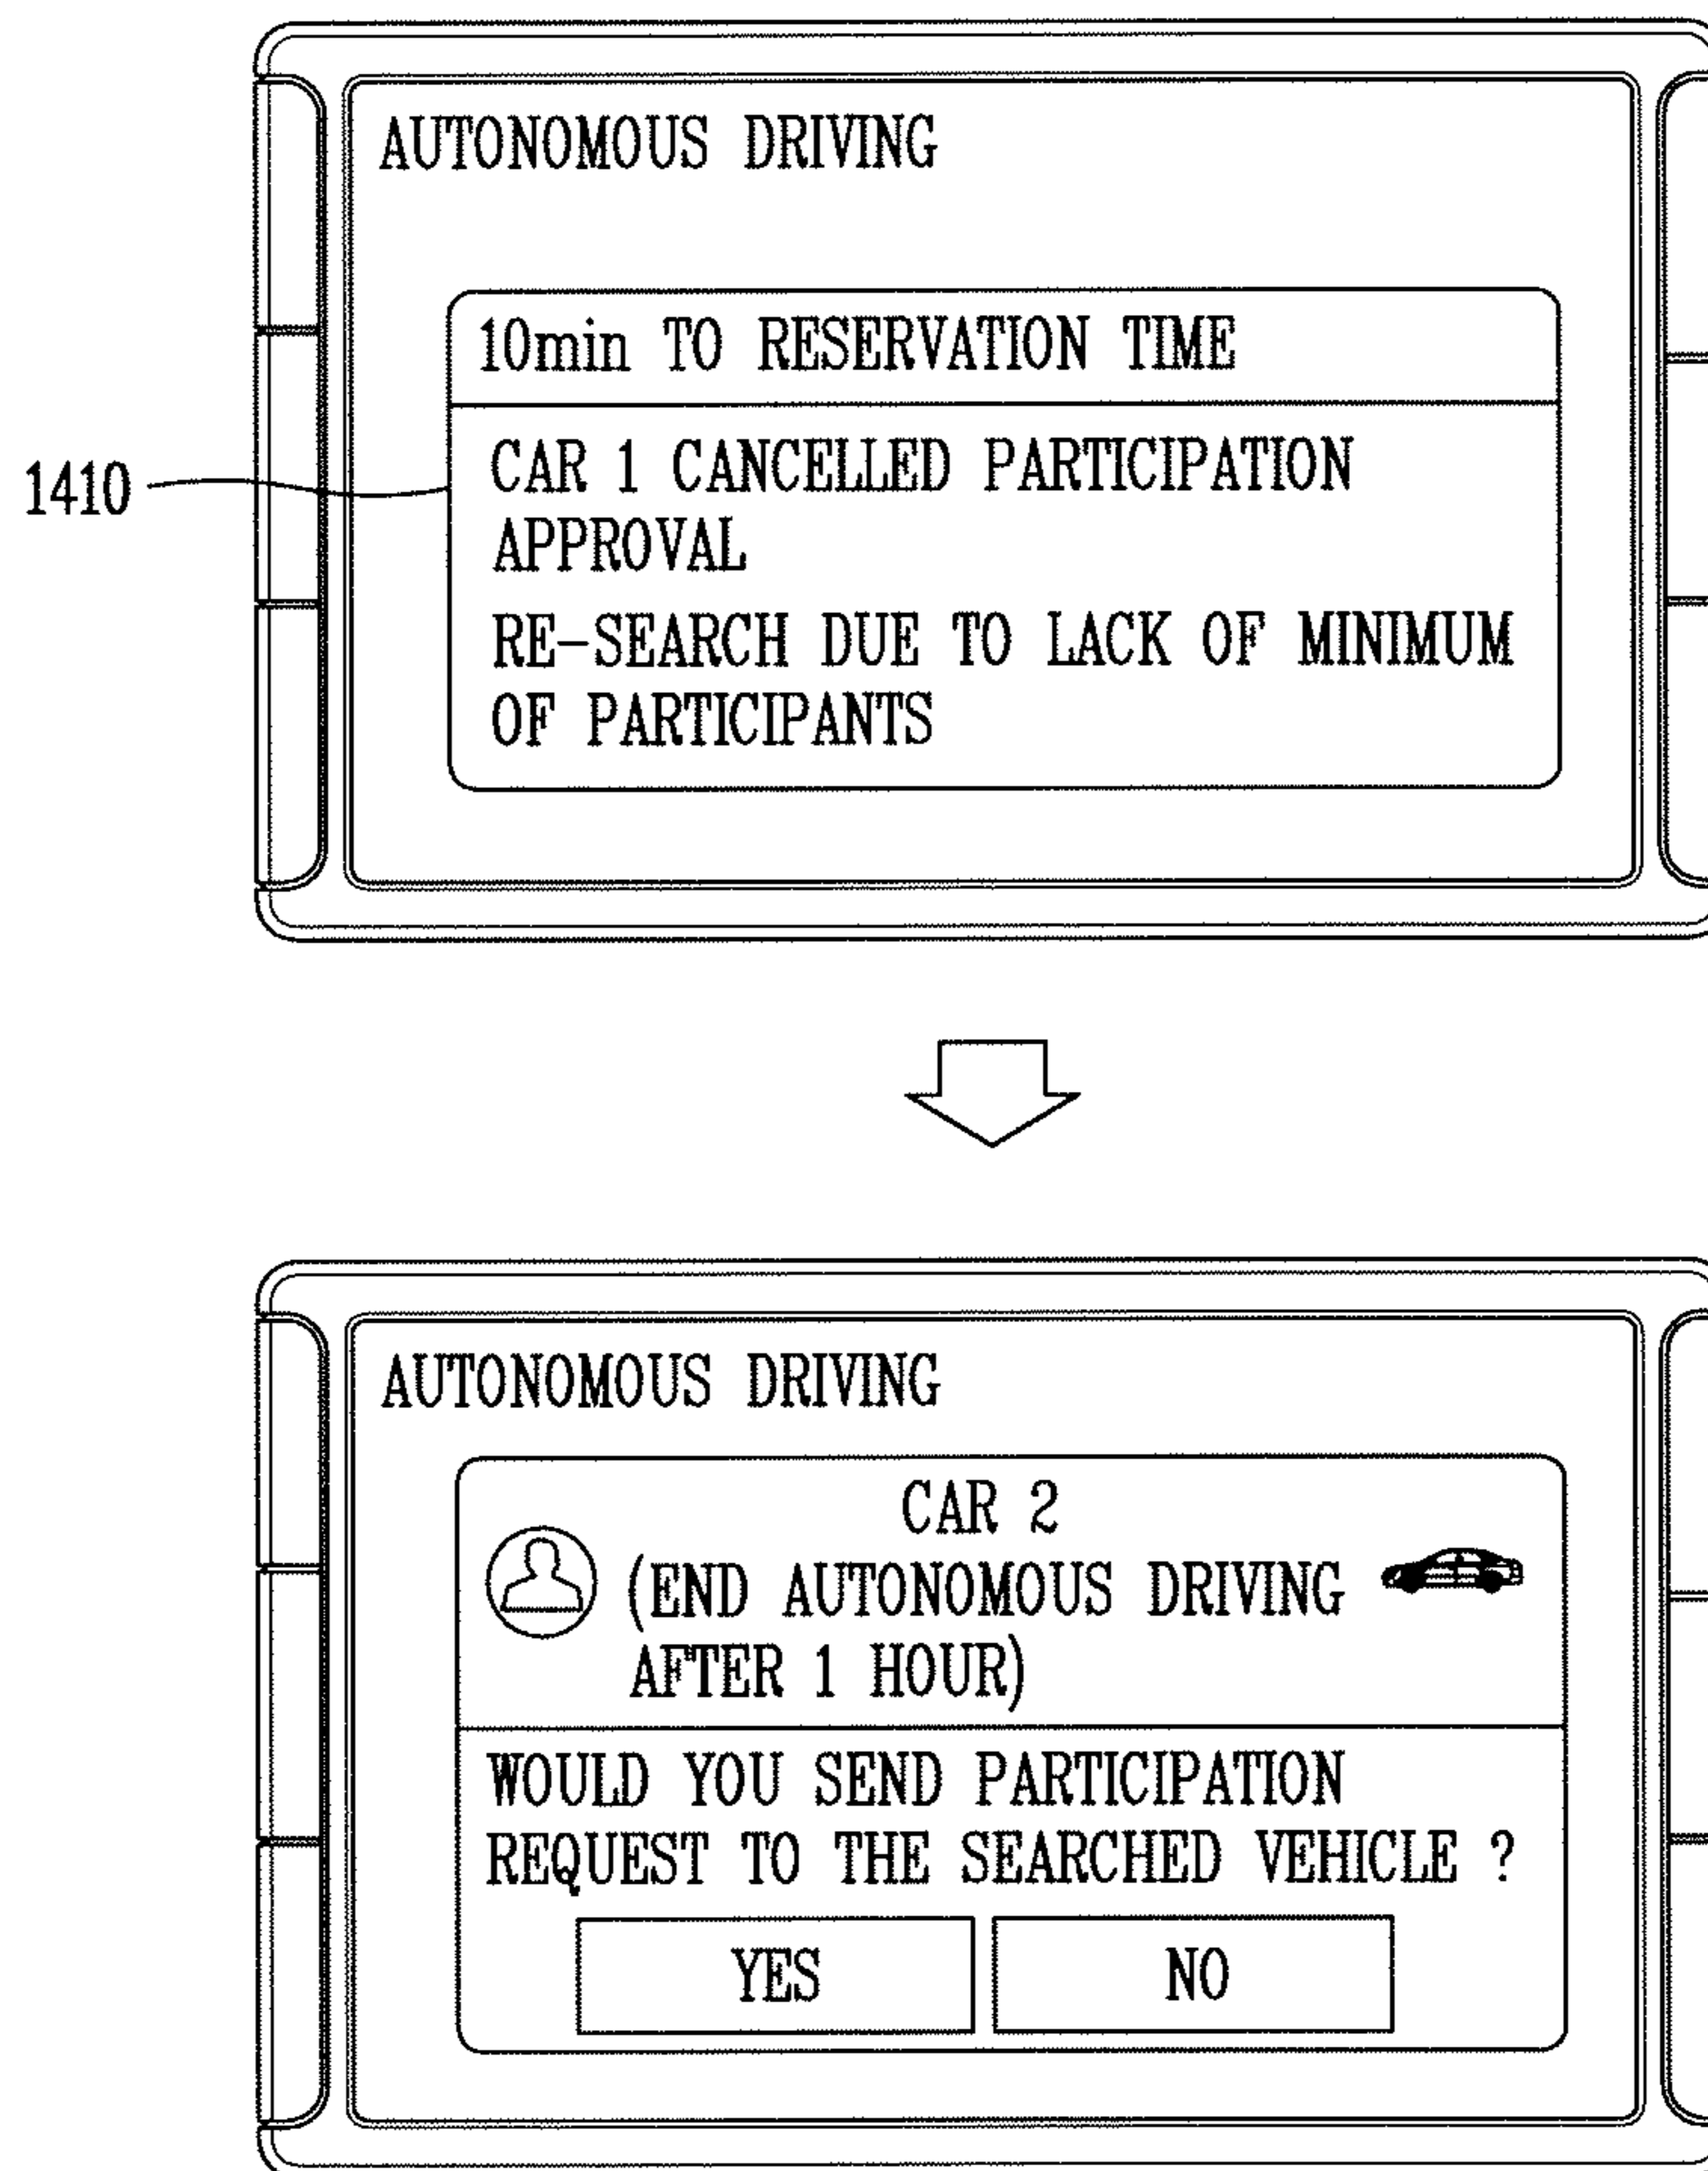 AUTONOMOUS DRIVING
10min TO RESERVATION TIME
1410
CAR 1 CANCELLED PARTICIPATION
APPROVAL
RE-SEARCH DUE TO LACK OF MINIMUM
OF PARTICIPANTS
AUTONOMOUS DRIVING
CAR 2
(END AUTONOMOUS DRIVING
AFTER 1 HOUR)
WOULD YOU SEND PARTICIPATION
REQUEST TO THE SEARCHED VEHICLE ?
YES NO